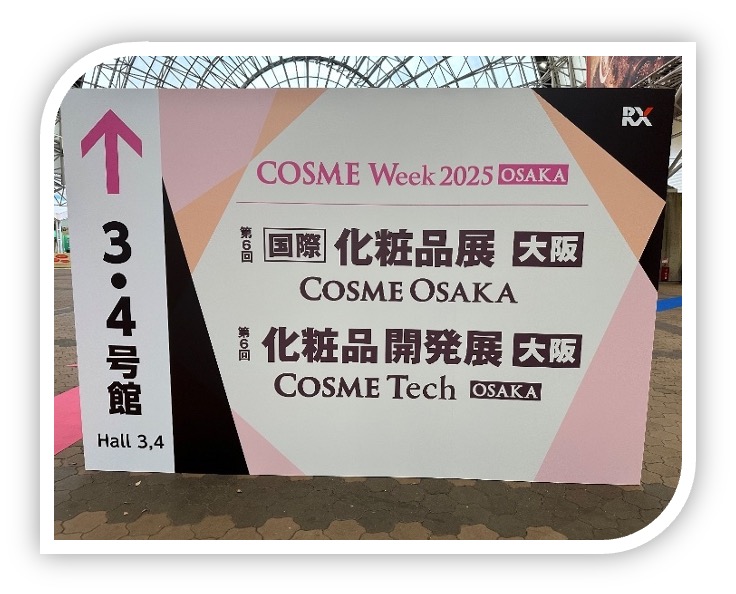 3・4号館
Hall 3,4
RX
COSME Week 2025 OSAKA
第6回 国際 化粧品展 大阪
COSME OSAKA
第6回 化粧品開発展 大阪
COSME Tech OSAKA